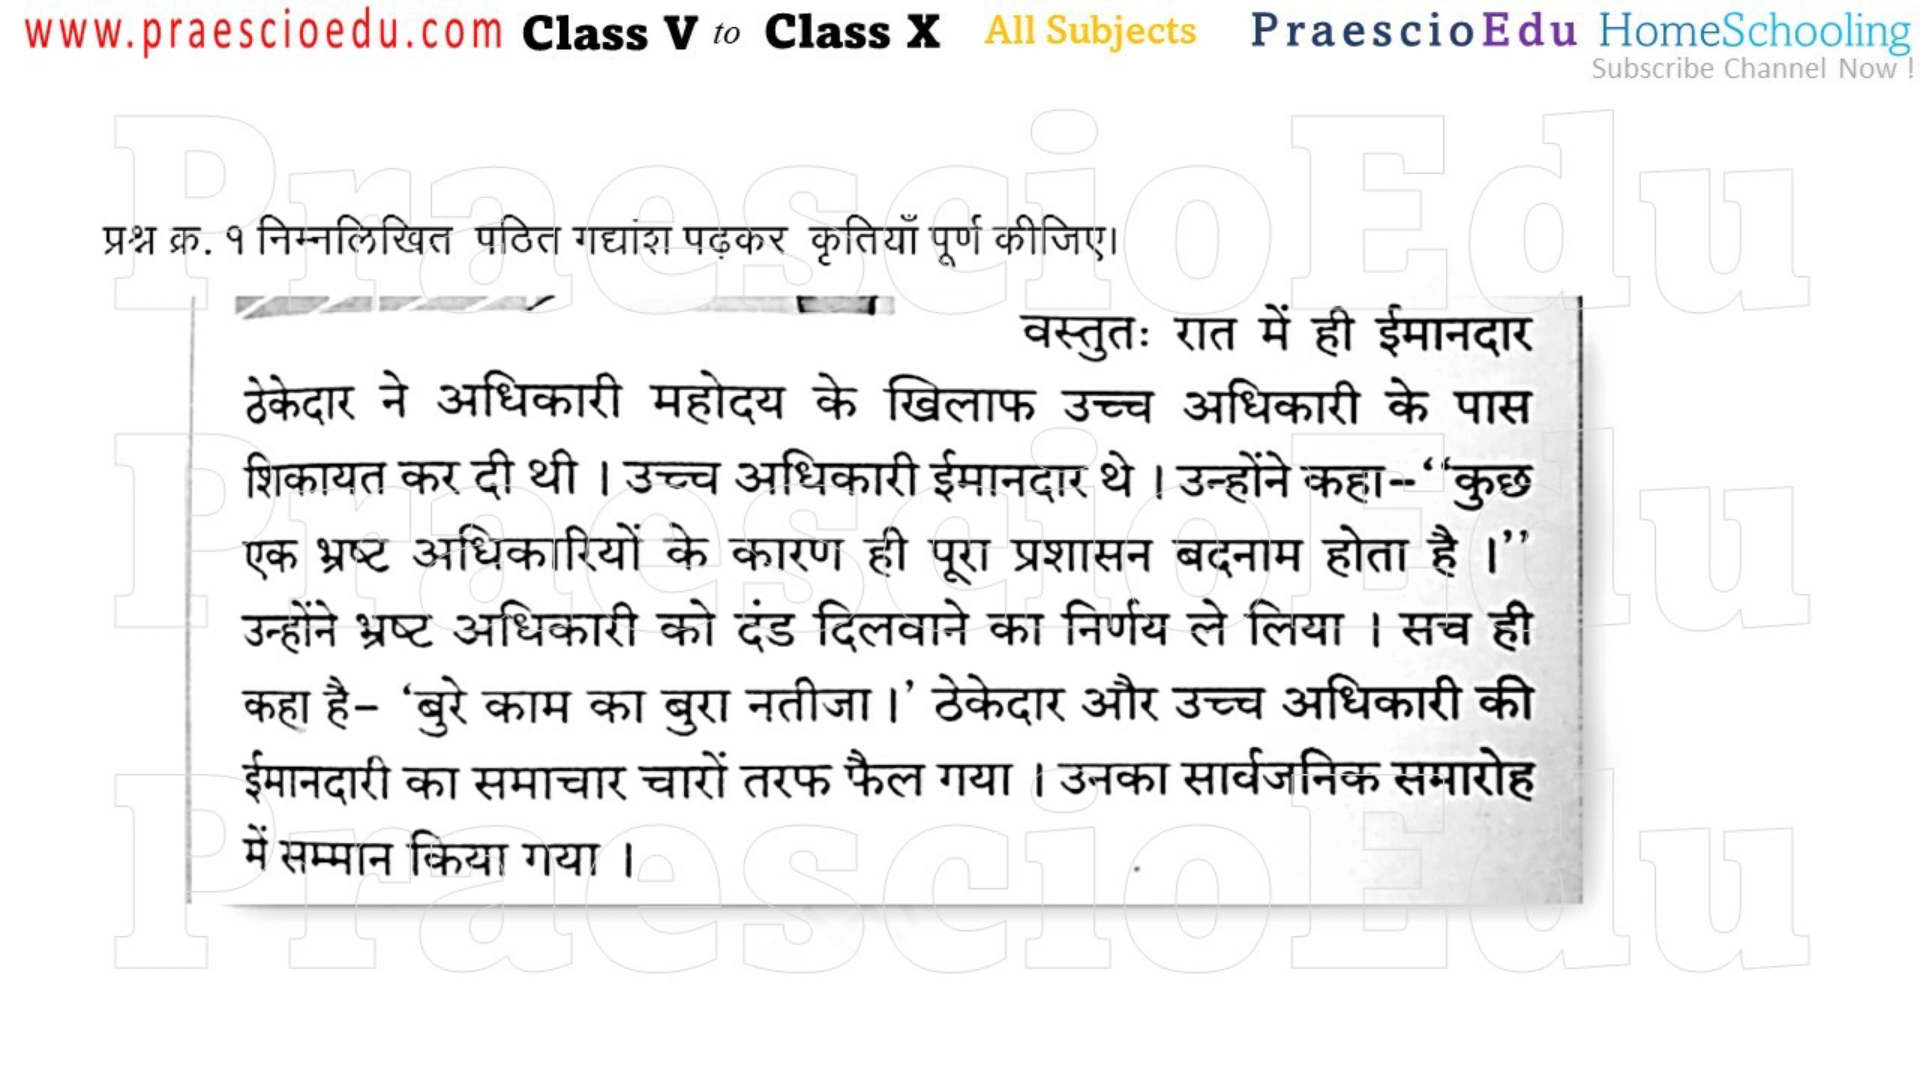 www.praescioedu.com Class V to Class X All Subjects PraescioEdu HomeSchooling
Subscribe Channel Now !
प्रश्न क्र. १ निम्नलिखित पठित गद्यांश पढ़कर कृतियाँ पूर्ण कीजिए।
वस्तुतः रात में ही ईमानदार
ठेकेदार ने अधिकारी महोदय के खिलाफ उच्च अधिकारी के पास
शिकायत कर दी थी । उच्च अधिकारी ईमानदार थे । उन्होंने कहा--‘‘कुछ
एक भ्रष्ट अधिकारियों के कारण ही पूरा प्रशासन बदनाम होता है ।’’
उन्होंने भ्रष्ट अधिकारी को दंड दिलवाने का निर्णय ले लिया । सच ही
कहा है– ‘बुरे काम का बुरा नतीजा ।’ ठेकेदार और उच्च अधिकारी की
ईमानदारी का समाचार चारों तरफ फैल गया । उनका सार्वजनिक समारोह
में सम्मान किया गया ।
PraescioEdu
PraescioEdu
PraescioEdu